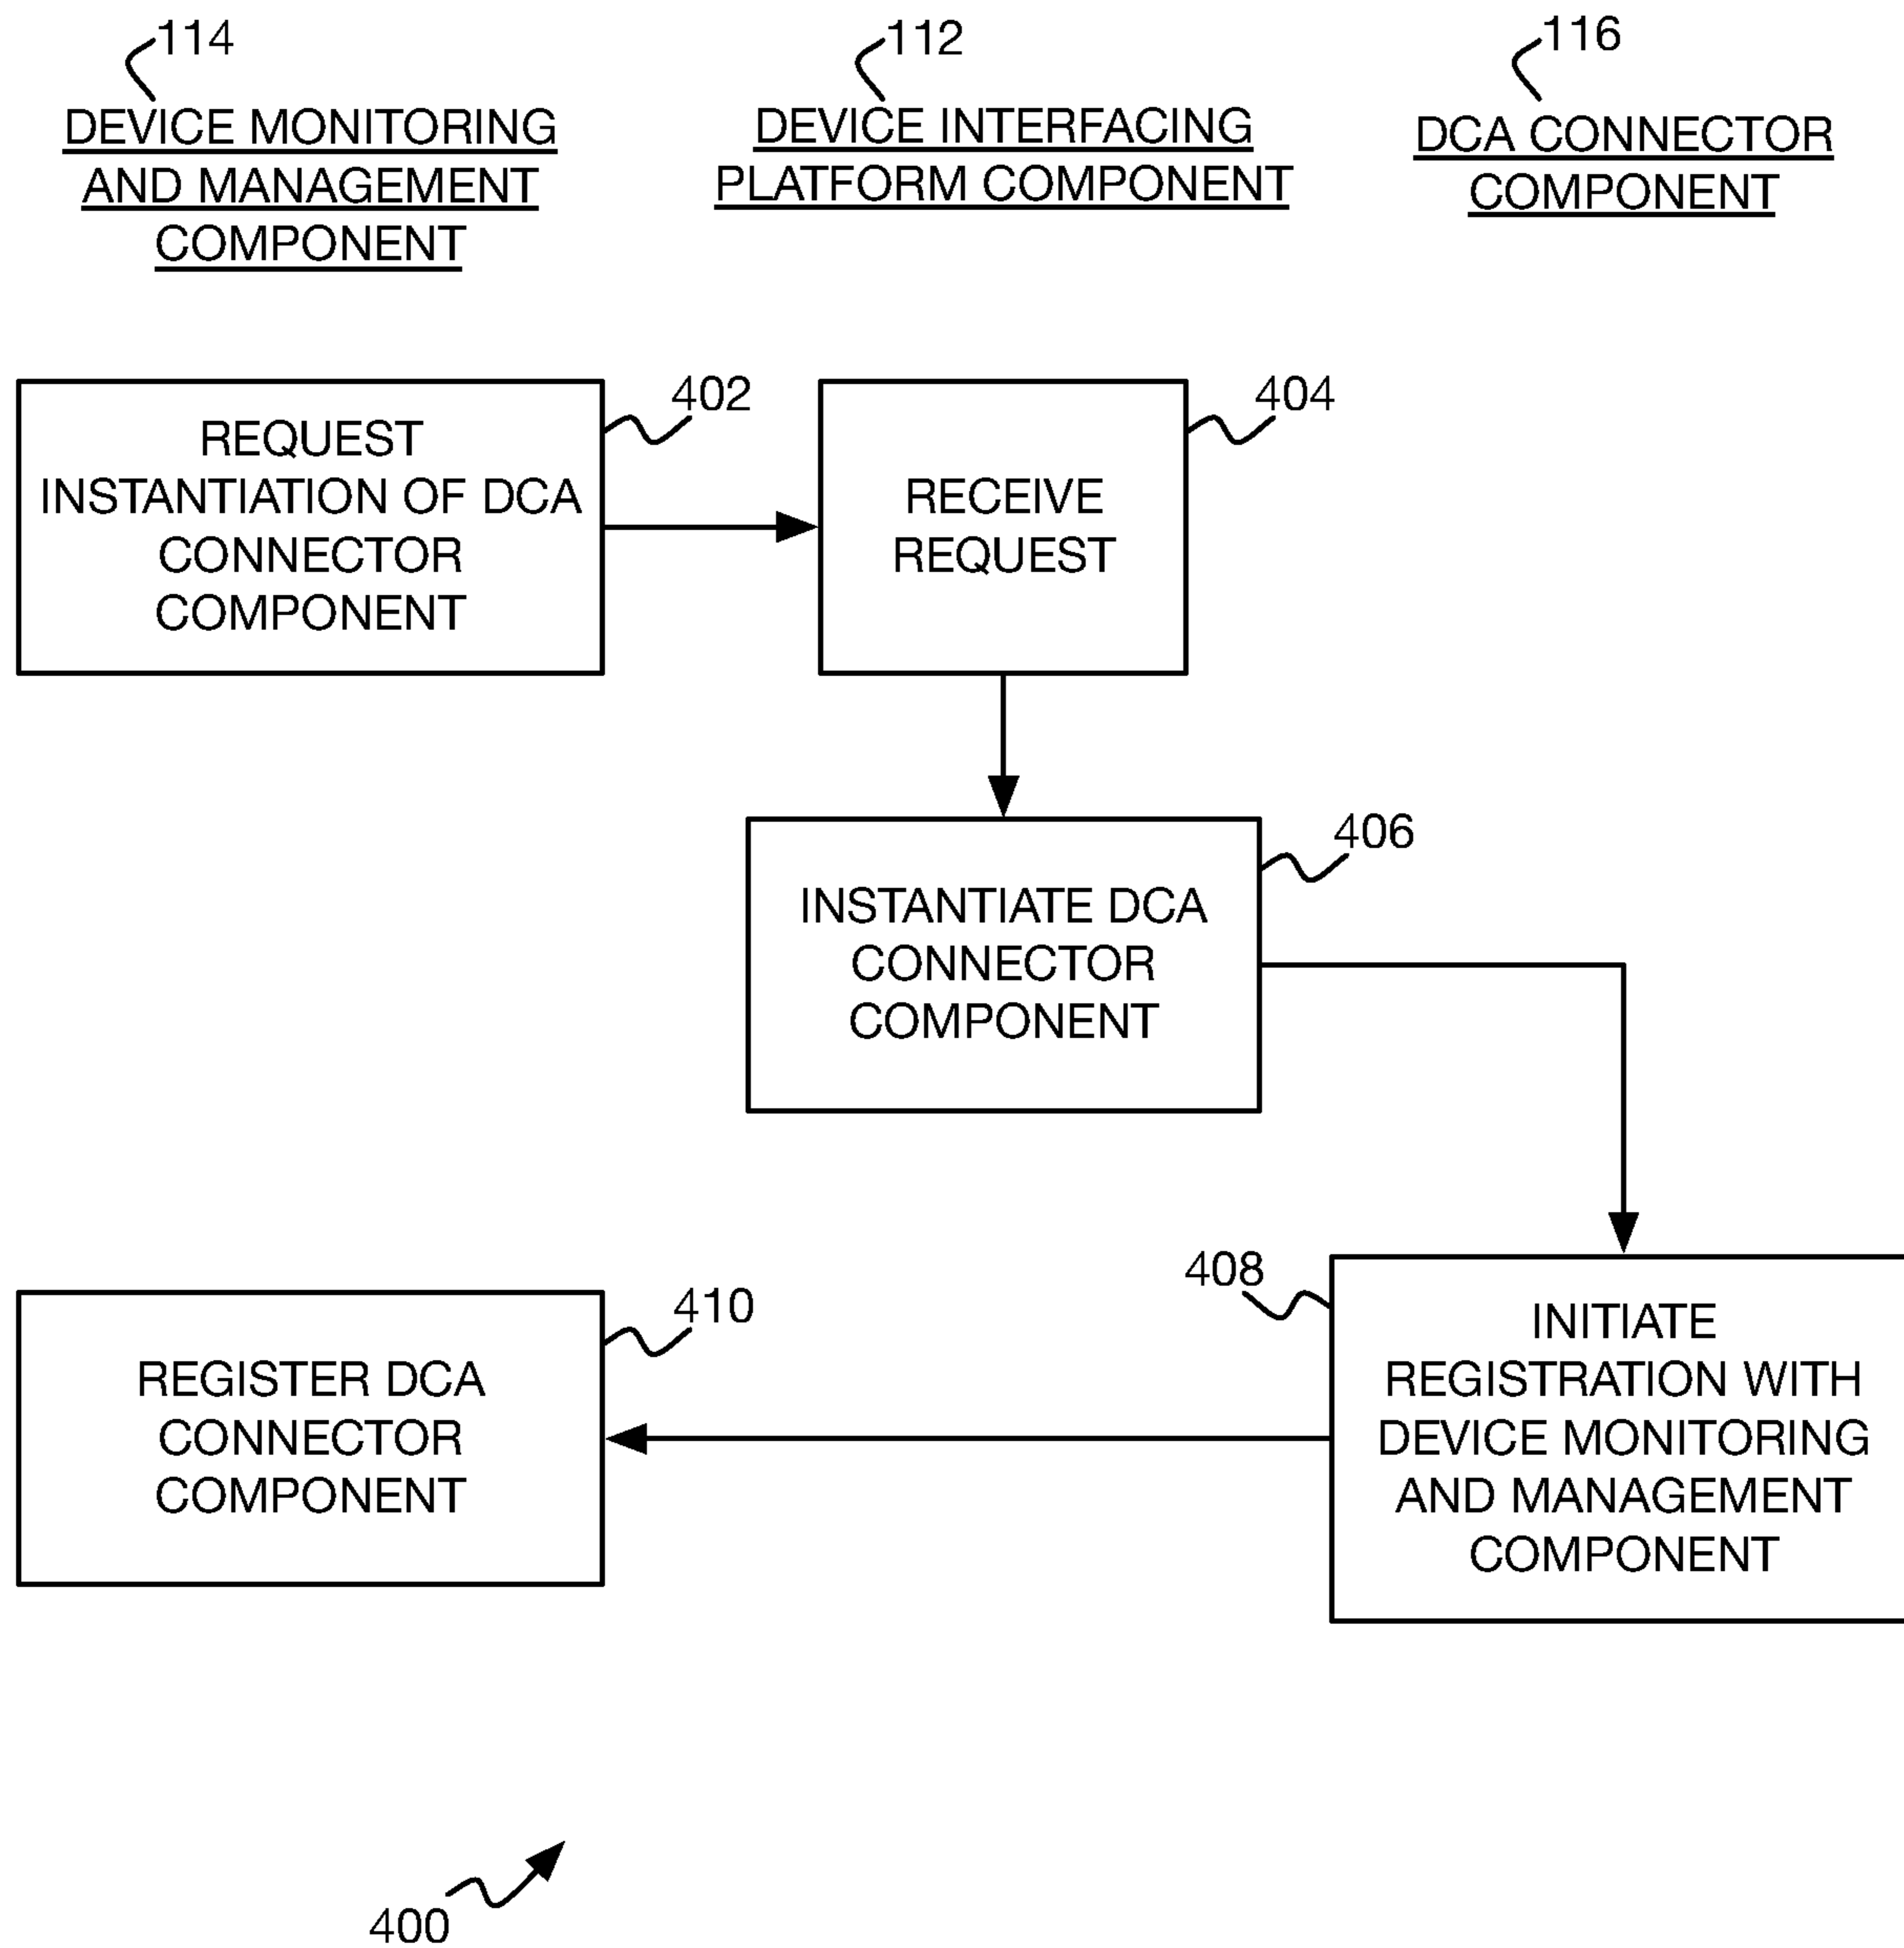 114
DEVICE MONITORING
AND MANAGEMENT
COMPONENT
112
DEVICE INTERFACING
PLATFORM COMPONENT
116
DCA CONNECTOR
COMPONENT
402
REQUEST
INSTANTIATION OF DCA
CONNECTOR
COMPONENT
404
RECEIVE
REQUEST
406
INSTANTIATE DCA
CONNECTOR
COMPONENT
408
INITIATE
REGISTRATION WITH
DEVICE MONITORING
AND MANAGEMENT
COMPONENT
410
REGISTER DCA
CONNECTOR
COMPONENT
400